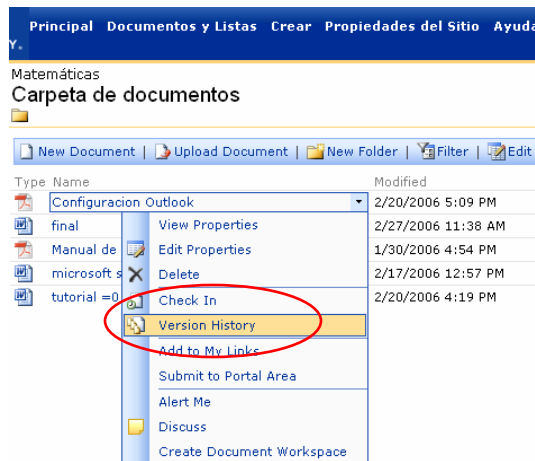 Principal Documentos y Listas Crear Propiedades del Sitio Ayuda
Y.
Matemáticas
Carpeta de documentos
New Document | Upload Document | New Folder | Filter | Edit
Type Name Modified
Configuracion Outlook 2/20/2006 5:09 PM
final 2/27/2006 11:38 AM
Manual de 1/30/2006 4:54 PM
microsoft s 2/17/2006 12:57 PM
tutorial =0 2/20/2006 4:19 PM
View Properties
Edit Properties
Delete
Check In
Version History
Add to My Links
Submit to Portal Area
Alert Me
Discuss
Create Document Workspace